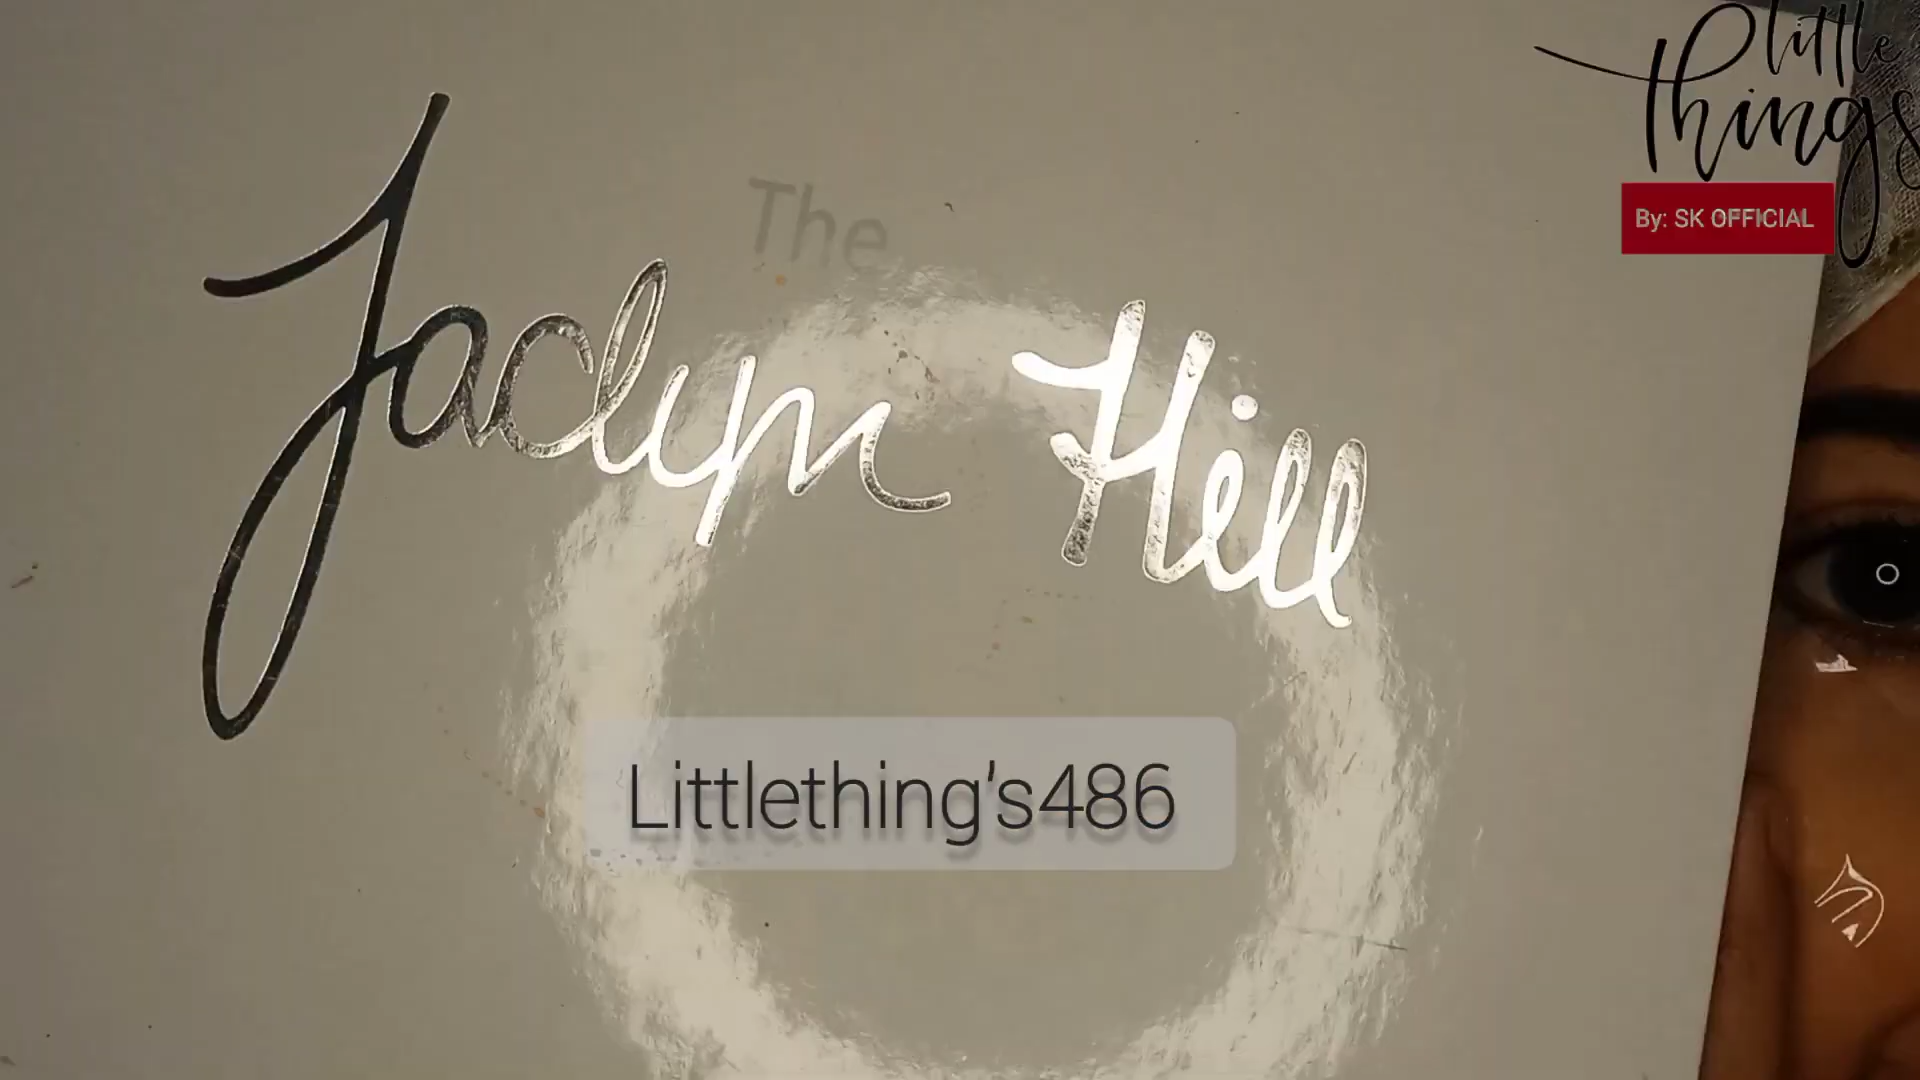 little
things
By: SK OFFICIAL
The
Jaclyn Hill
Littlething's486